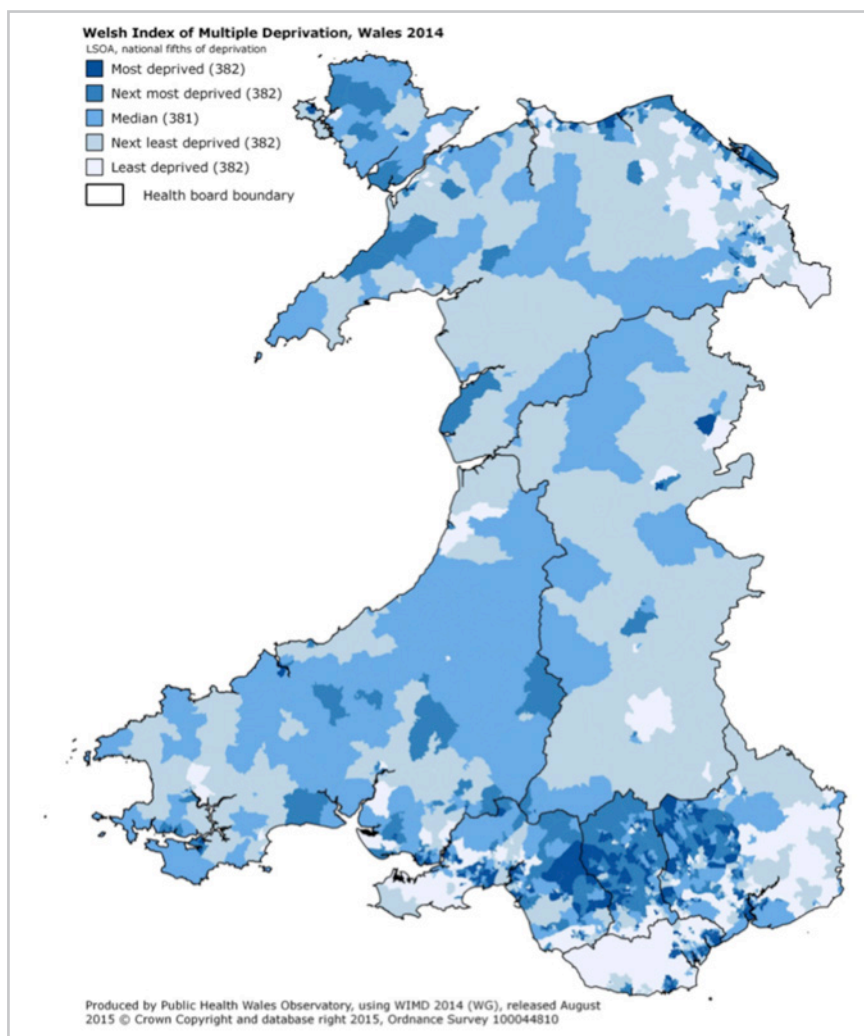 Welsh Index of Multiple Deprivation, Wales 2014
LSOA, national fifths of deprivation
Most deprived (382)
Next most deprived (382)
Median (381)
Next least deprived (382)
Least deprived (382)
Health board boundary
Produced by Public Health Wales Observatory, using WIMD 2014 (WG), released August
2015 © Crown Copyright and database right 2015, Ordnance Survey 100044810